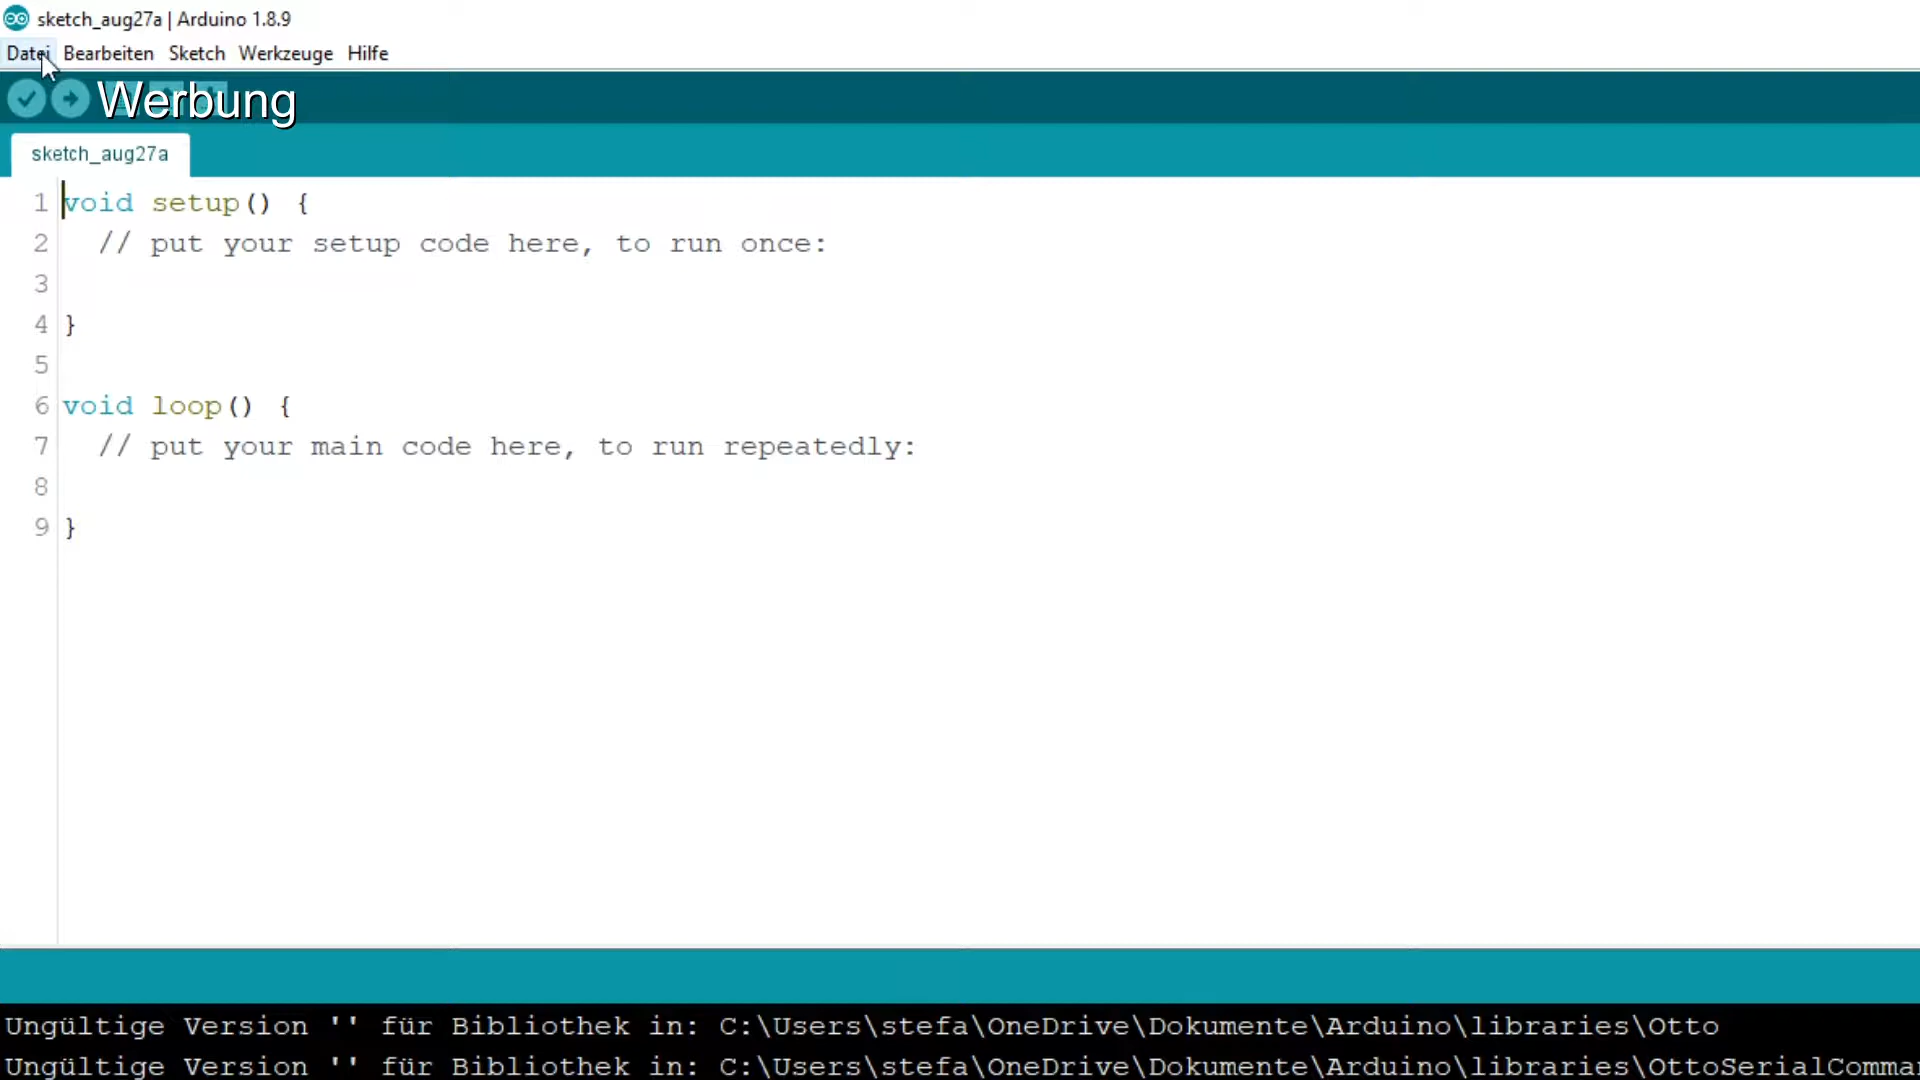 sketch_aug27a | Arduino 1.8.9
Datei Bearbeiten Sketch Werkzeuge Hilfe
Werbung
sketch_aug27a
1 void setup() {
2 // put your setup code here, to run once:
3
4 }
5
6 void loop() {
7 // put your main code here, to run repeatedly:
8
9 }
Ungültige Version '' für Bibliothek in: C:\Users\stefa\OneDrive\Dokumente\Arduino\libraries\Otto
Ungültige Version '' für Bibliothek in: C:\Users\stefa\OneDrive\Dokumente\Arduino\libraries\OttoSerialComma